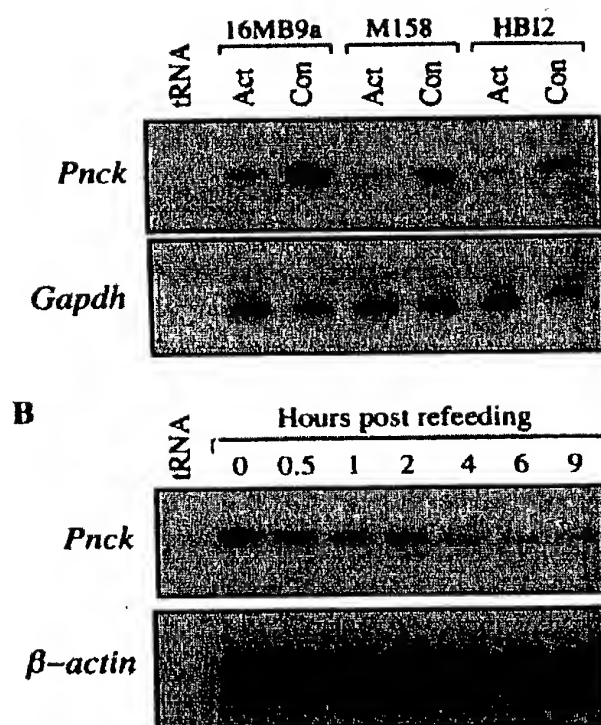 16MB9a M158 HBI2
tRNA Act Con Act Con Act Con
Pnck
Gapdh
B
Hours post refeeding
tRNA 0 0.5 1 2 4 6 9
Pnck
β–actin